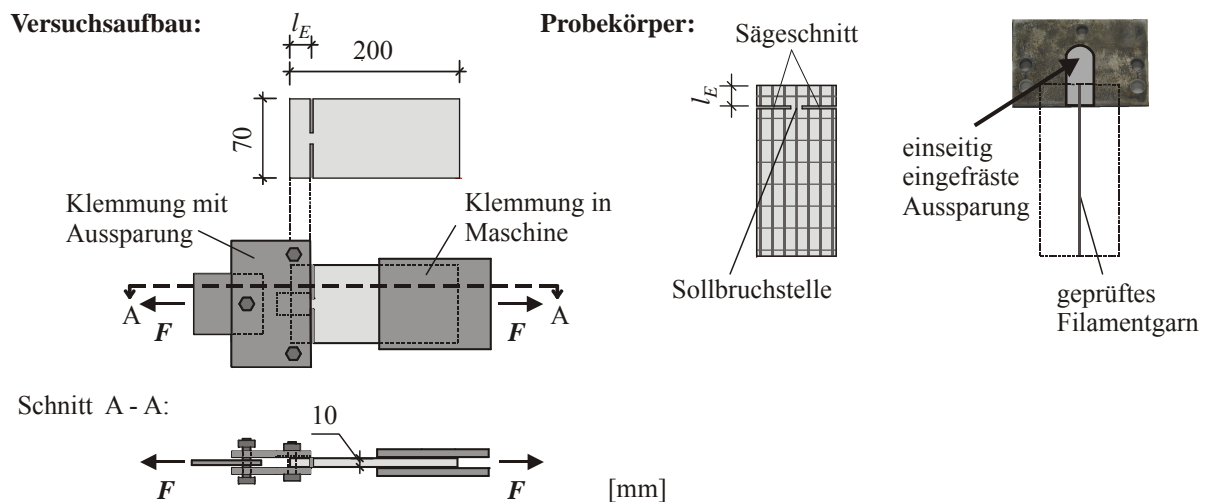 Versuchsaufbau:
l_E
200
70
Klemmung mit
Aussparung
Klemmung in
Maschine
A
F
F
A
Schnitt A - A:
10
F
F
[mm]
Probekörper:
Sägeschnitt
l_E
Sollbruchstelle
einseitig
eingefräste
Aussparung
geprüftes
Filamentgarn